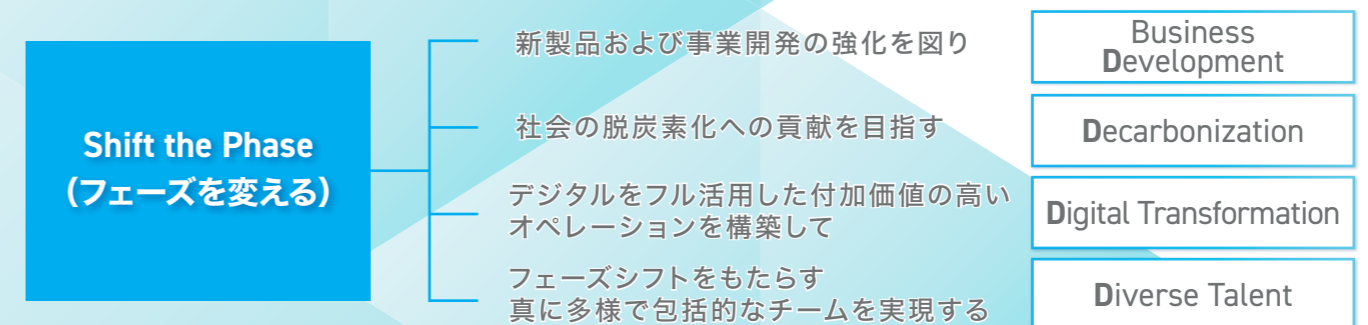 Shift the Phase
(フェーズを変える)
新製品および事業開発の強化を図り
Business
Development
社会の脱炭素化への貢献を目指す
Decarbonization
デジタルをフル活用した付加価値の高い
オペレーションを構築して
Digital Transformation
フェーズシフトをもたらす
真に多様で包括的なチームを実現する
Diverse Talent